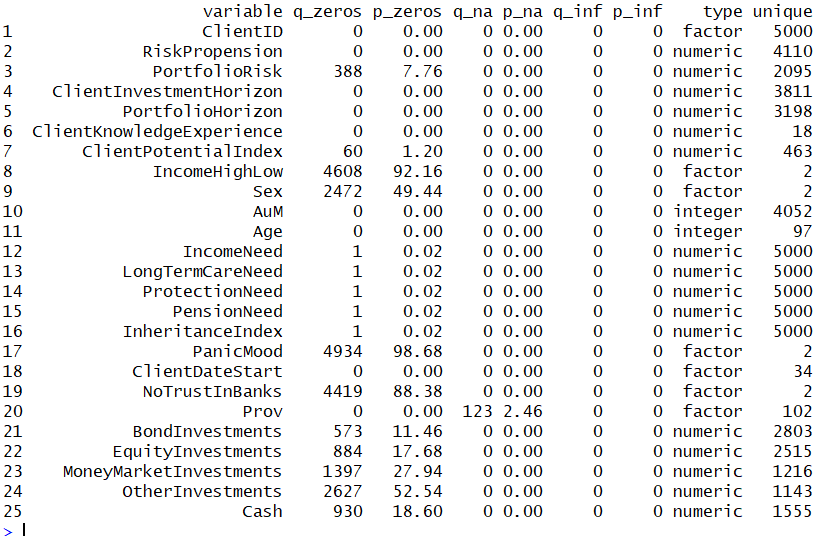 variable q_zeros p_zeros q_na p_na q_inf p_inf type unique
1 ClientID 0 0.00 0 0.00 0 0 factor 5000
2 RiskPropension 0 0.00 0 0.00 0 0 numeric 4110
3 PortfolioRisk 388 7.76 0 0.00 0 0 numeric 2095
4 ClientInvestmentHorizon 0 0.00 0 0.00 0 0 numeric 3811
5 PortfolioHorizon 0 0.00 0 0.00 0 0 numeric 3198
6 ClientKnowledgeExperience 0 0.00 0 0.00 0 0 numeric 18
7 ClientPotentialIndex 60 1.20 0 0.00 0 0 numeric 463
8 IncomeHighLow 4608 92.16 0 0.00 0 0 factor 2
9 Sex 2472 49.44 0 0.00 0 0 factor 2
10 AuM 0 0.00 0 0.00 0 0 integer 4052
11 Age 0 0.00 0 0.00 0 0 integer 97
12 IncomeNeed 1 0.02 0 0.00 0 0 numeric 5000
13 LongTermCareNeed 1 0.02 0 0.00 0 0 numeric 5000
14 ProtectionNeed 1 0.02 0 0.00 0 0 numeric 5000
15 PensionNeed 1 0.02 0 0.00 0 0 numeric 5000
16 InheritanceIndex 1 0.02 0 0.00 0 0 numeric 5000
17 PanicMood 4934 98.68 0 0.00 0 0 factor 2
18 ClientDateStart 0 0.00 0 0.00 0 0 factor 34
19 NoTrustInBanks 4419 88.38 0 0.00 0 0 factor 2
20 Prov 0 0.00 123 2.46 0 0 factor 102
21 BondInvestments 573 11.46 0 0.00 0 0 numeric 2803
22 EquityInvestments 884 17.68 0 0.00 0 0 numeric 2515
23 MoneyMarketInvestments 1397 27.94 0 0.00 0 0 numeric 1216
24 OtherInvestments 2627 52.54 0 0.00 0 0 numeric 1143
25 Cash 930 18.60 0 0.00 0 0 numeric 1555
>